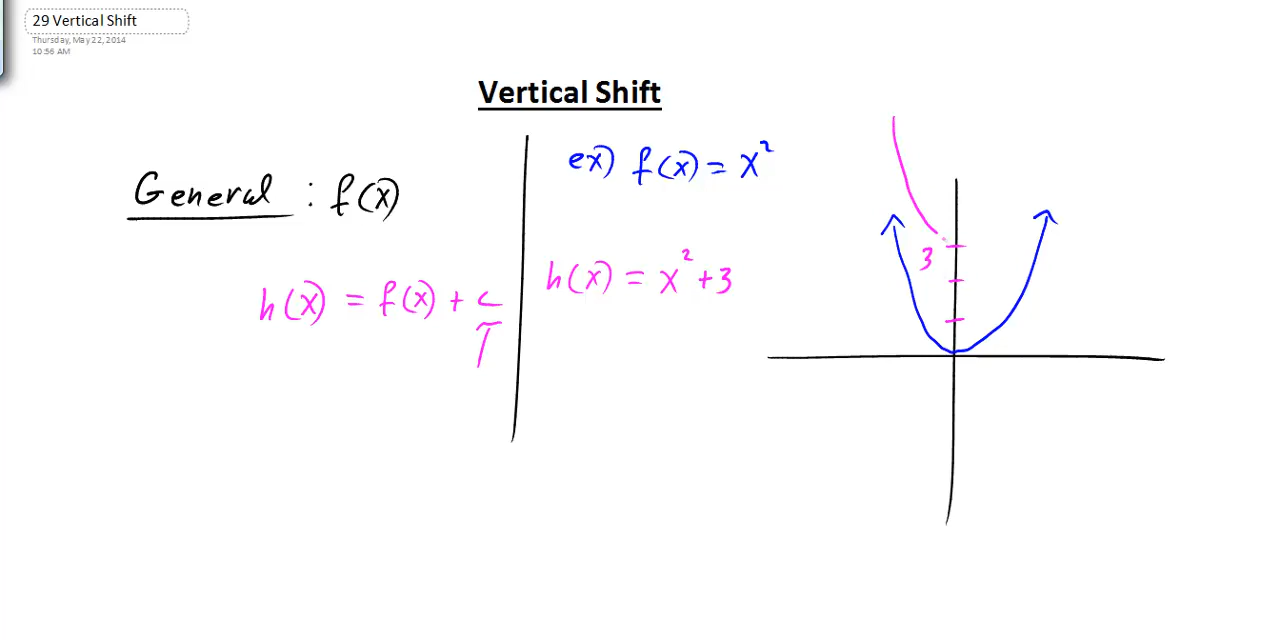 29 Vertical Shift
Thursday, May 22, 2014
10:56 AM
Vertical Shift
General : f(x)
h(x) = f(x) + c
ex) f(x) = x²
h(x) = x² + 3
3